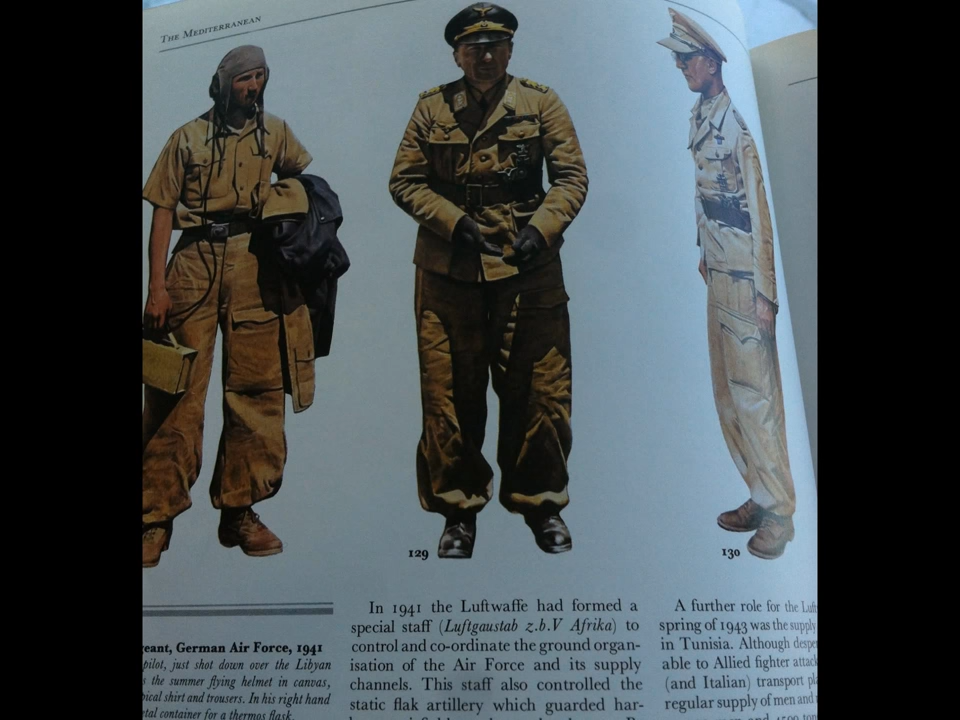 The Mediterranean
129
130
geant, German Air Force, 1941
pilot, just shot down over the Libyan
the summer flying helmet in canvas,
pical shirt and trousers. In his right hand
tal container for a thermos flask.
In 1941 the Luftwaffe had formed a
special staff (Luftgaustab z.b.V Afrika) to
control and co-ordinate the ground organ-
isation of the Air Force and its supply
channels. This staff also controlled the
static flak artillery which guarded har-
A further role for the Luft
spring of 1943 was the supply
in Tunisia. Although despe
able to Allied fighter attack
(and Italian) transport pla
regular supply of men and